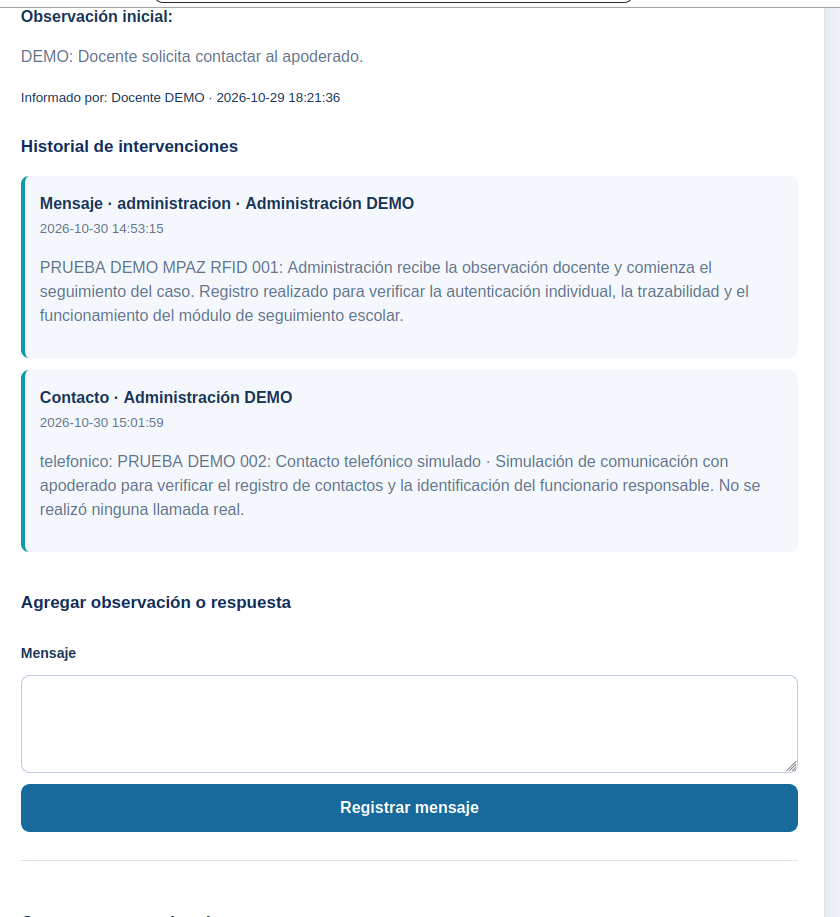 Observación inicial:
DEMO: Docente solicita contactar al apoderado.
Informado por: Docente DEMO · 2026-10-29 18:21:36
Historial de intervenciones
Mensaje · administracion · Administración DEMO
2026-10-30 14:53:15
PRUEBA DEMO MPAZ RFID 001: Administración recibe la observación docente y comienza el
seguimiento del caso. Registro realizado para verificar la autenticación individual, la trazabilidad y el
funcionamiento del módulo de seguimiento escolar.
Contacto · Administración DEMO
2026-10-30 15:01:59
telefonico: PRUEBA DEMO 002: Contacto telefónico simulado · Simulación de comunicación con
apoderado para verificar el registro de contactos y la identificación del funcionario responsable. No se
realizó ninguna llamada real.
Agregar observación o respuesta
Mensaje
Registrar mensaje